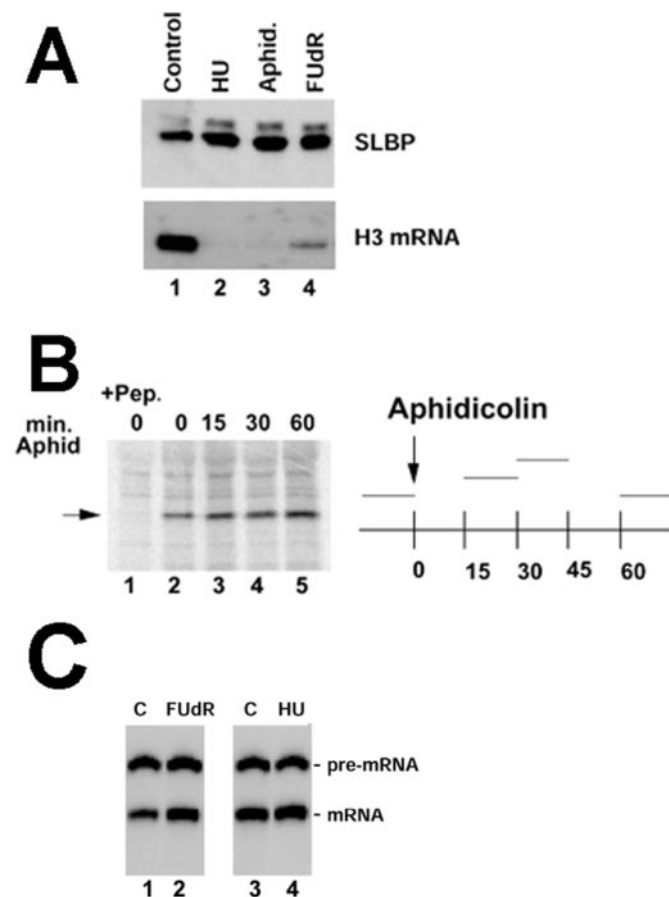 A
Control HU Aphid. FUdR
SLBP
H3 mRNA
1 2 3 4
B
+Pep.
min. 0 0 15 30 60
Aphid
1 2 3 4 5
Aphidicolin
0 15 30 45 60
C
C FUdR C HU
- pre-mRNA
- mRNA
1 2 3 4